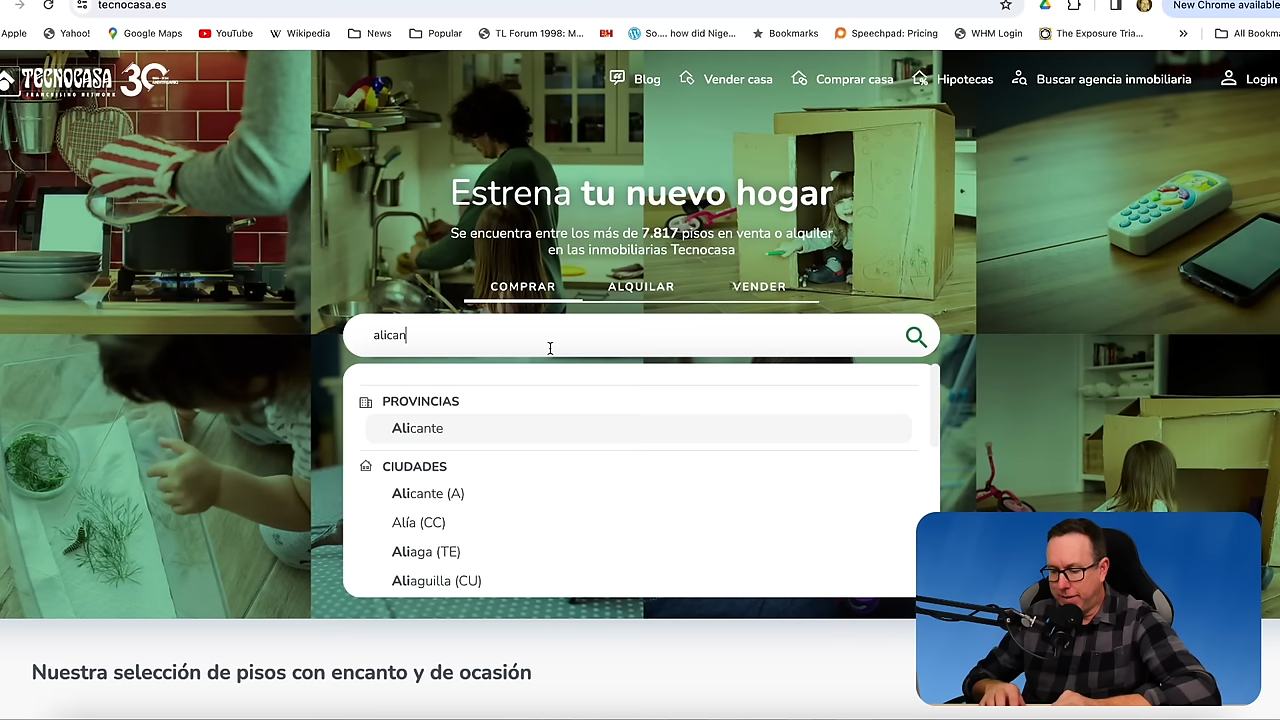 tecnocasa.es
New Chrome available
Apple
Yahoo!
Google Maps
YouTube
Wikipedia
News
Popular
TL Forum 1998: M...
BH
So.... how did Nige...
Bookmarks
Speechpad: Pricing
WHM Login
The Exposure Tria...
»
All Bookm
TECNOCASA
FRANCHISING NETWORK
30
Blog
Vender casa
Comprar casa
Hipotecas
Buscar agencia inmobiliaria
Login
Estrena tu nuevo hogar
Se encuentra entre los más de 7.817 pisos en venta o alquiler
en las inmobiliarias Tecnocasa
COMPRAR
ALQUILAR
VENDER
alican
PROVINCIAS
Alicante
CIUDADES
Alicante (A)
Alía (CC)
Aliaga (TE)
Aliaguilla (CU)
Nuestra selección de pisos con encanto y de ocasión